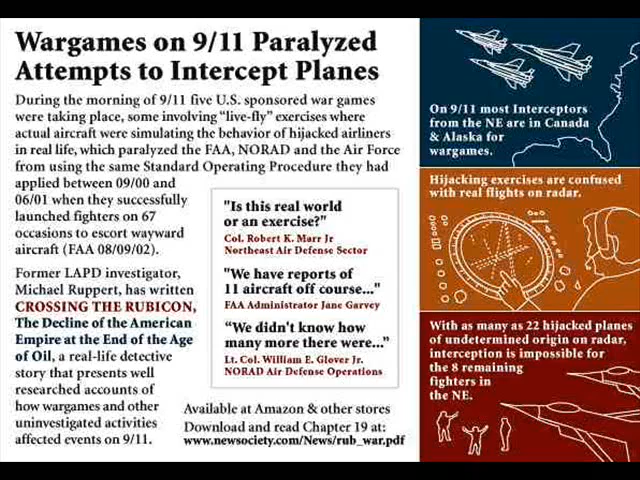 Wargames on 9/11 Paralyzed
Attempts to Intercept Planes
During the morning of 9/11 five U.S. sponsored war games
were taking place, some involving "live-fly" exercises where
actual aircraft were simulating the behavior of hijacked airliners
in real life, which paralyzed the FAA, NORAD and the Air Force
from using the same Standard Operating Procedure they had
applied between 09/00 and
06/01 when they successfully
launched fighters on 67
occasions to escort wayward
aircraft (FAA 08/09/02).
Former LAPD investigator,
Michael Ruppert, has written
CROSSING THE RUBICON,
The Decline of the American
Empire at the End of the Age
of Oil, a real-life detective
story that presents well
researched accounts of
how wargames and other
uninvestigated activities
affected events on 9/11.
"Is this real world
or an exercise?"
Col. Robert K. Marr Jr
Northeast Air Defense Sector
"We have reports of
11 aircraft off course..."
FAA Administrator Jane Garvey
“We didn't know how
many more there were...”
Lt. Col. William E. Glover Jr.
NORAD Air Defense Operations
Available at Amazon & other stores
Download and read Chapter 19 at:
www.newsociety.com/News/rub_war.pdf
On 9/11 most Interceptors
from the NE are in Canada
& Alaska for
wargames.
Hijacking exercises are confused
with real flights on radar.
With as many as 22 hijacked planes
of undetermined origin on radar,
interception is impossible for
the 8 remaining
fighters in
the NE.